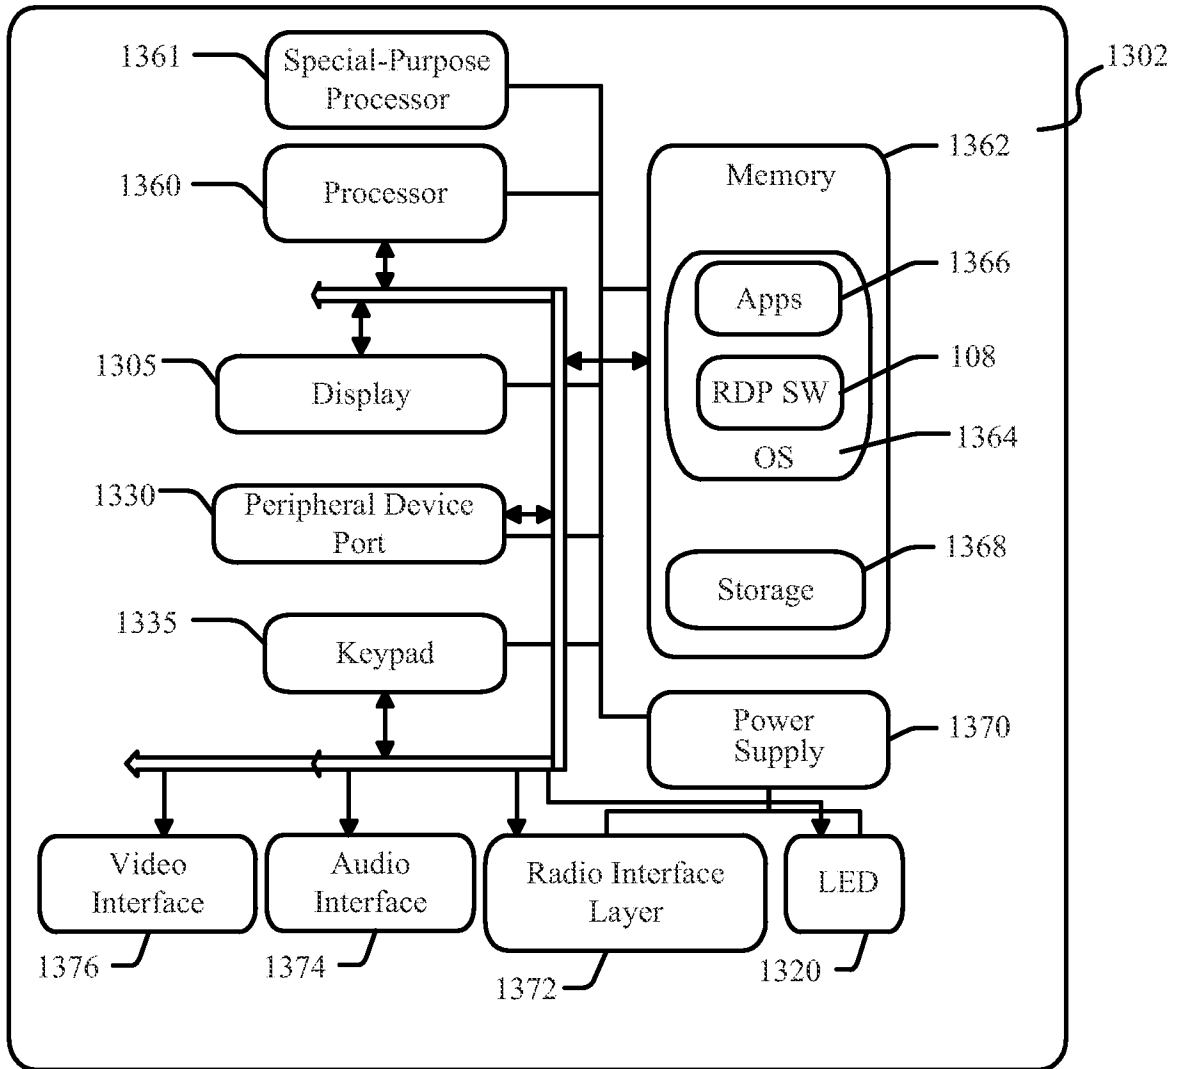 1361
Special-Purpose
Processor
1302
1362
Memory
1360
Processor
1366
Apps
1305
Display
108
RDP SW
1364
OS
1330
Peripheral Device
Port
1368
Storage
1335
Keypad
Power
Supply
1370
Video
Interface
Audio
Interface
Radio Interface
Layer
LED
1376
1374
1372
1320